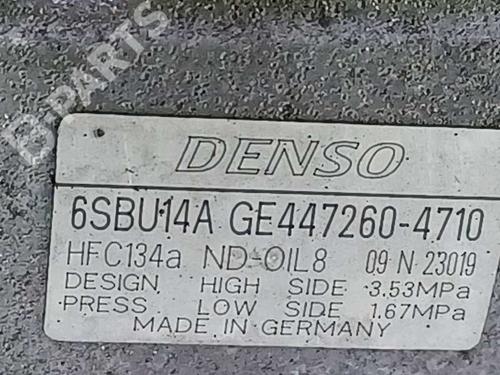 B-PARTS
DENSO
6SBU14A GE447260-4710
HFC134a ND-OIL8 09 N 23019
DESIGN HIGH SIDE 3.53MPa
PRESS. LOW SIDE 1.67MPa
MADE IN GERMANY